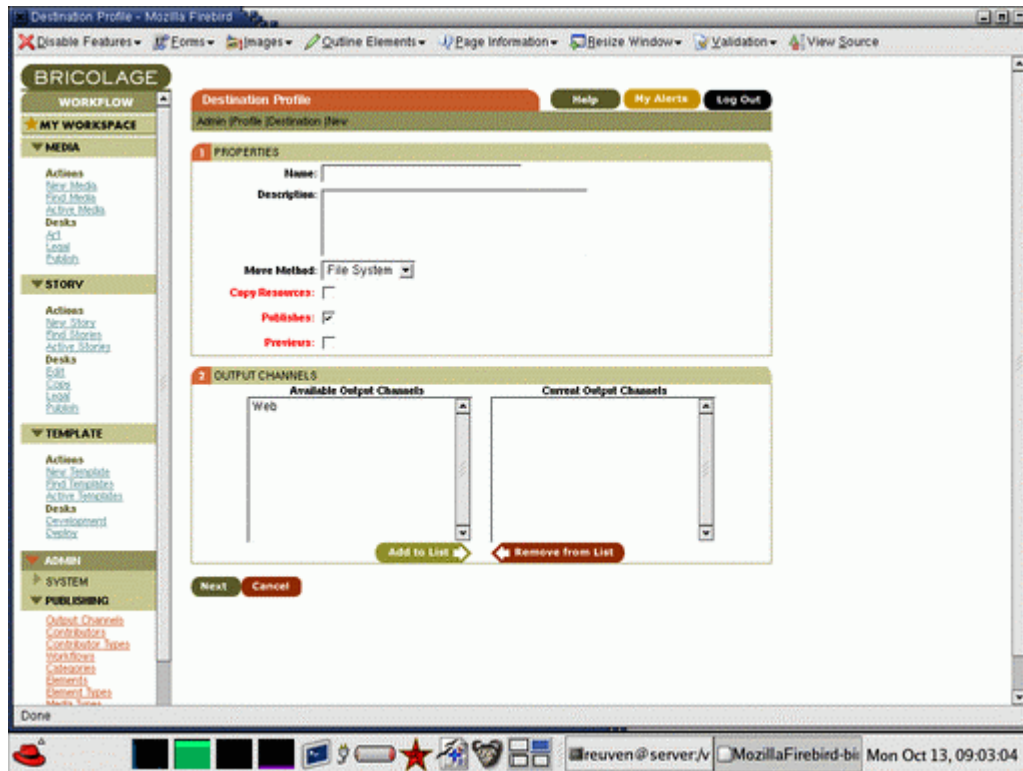 Destination Profile - Mozilla Firebird
Disable Features Forms Images Outline Elements Page Information Resize Window Validation View Source
BRICOLAGE
WORKFLOW
MY WORKSPACE
MEDIA
Actions
New Media
Find Media
Active Media
Desks
Art
Legal
Publish
STORY
Actions
New Story
Find Stories
Active Stories
Desks
Edit
Copy
Legal
Publish
TEMPLATE
Actions
New Template
Find Templates
Active Templates
Desks
Development
Deploy
ADMIN
SYSTEM
PUBLISHING
Output Channels
Contributors
Contributor Types
Workflows
Categories
Elements
Element Types
Media Types
Destination Profile
Help
My Alerts
Log Out
Admin |Profile |Destination |New
1 PROPERTIES
Name:
Description:
Move Method: File System
Copy Resources:
Publishes:
Previews:
2 OUTPUT CHANNELS
Available Output Channels
Current Output Channels
Web
Add to List
Remove from List
Next
Cancel
Done
reuven@server:/v
MozillaFirebird-bi
Mon Oct 13, 09:03:04